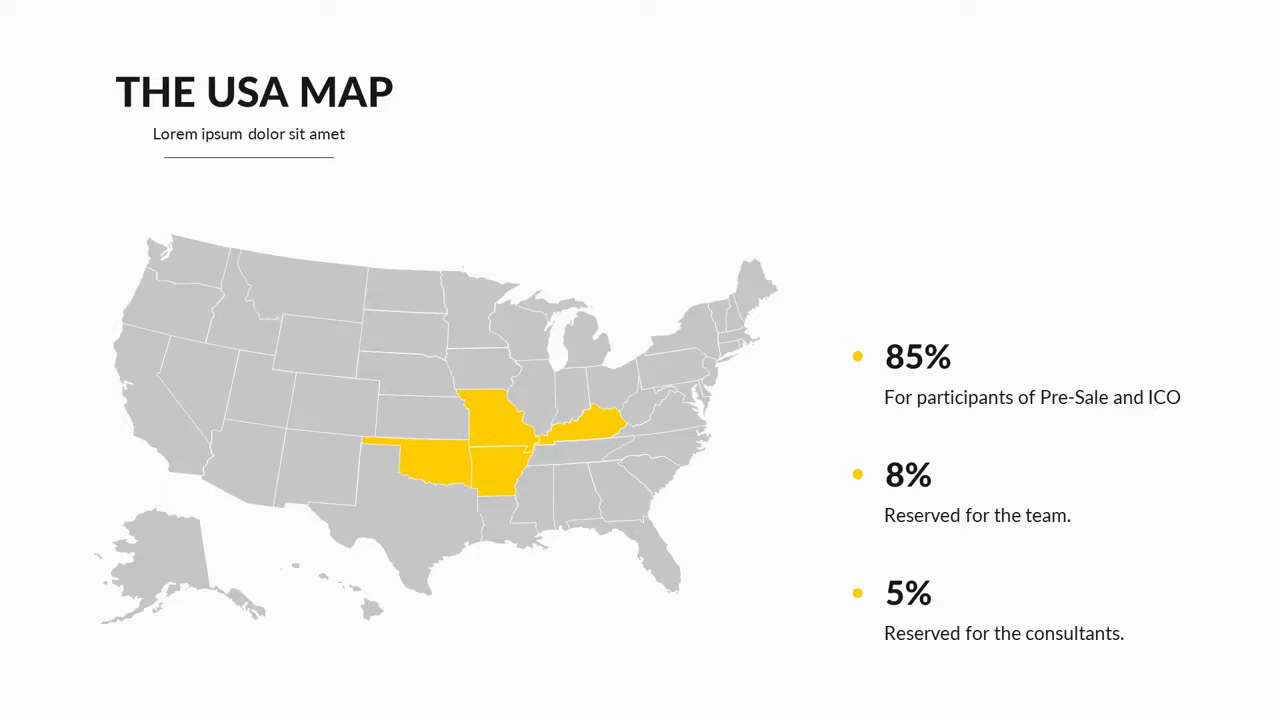 THE USA MAP
Lorem ipsum dolor sit amet
85%
For participants of Pre-Sale and ICO
8%
Reserved for the team.
5%
Reserved for the consultants.